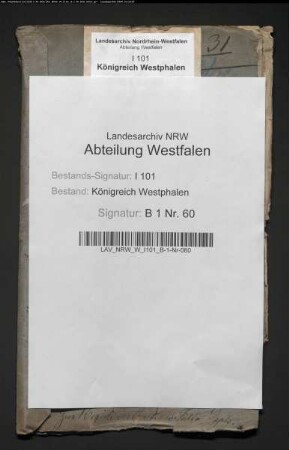 31
Landesarchiv Nordrhein-Westfalen
Abteilung Westfalen
I 101
Königreich Westphalen
Landesarchiv NRW
Abteilung Westfalen
Bestands-Signatur: I 101
Bestand: Königreich Westphalen
Signatur: B 1 Nr. 60
LAV_NRW_W_I101_B-1-Nr-060